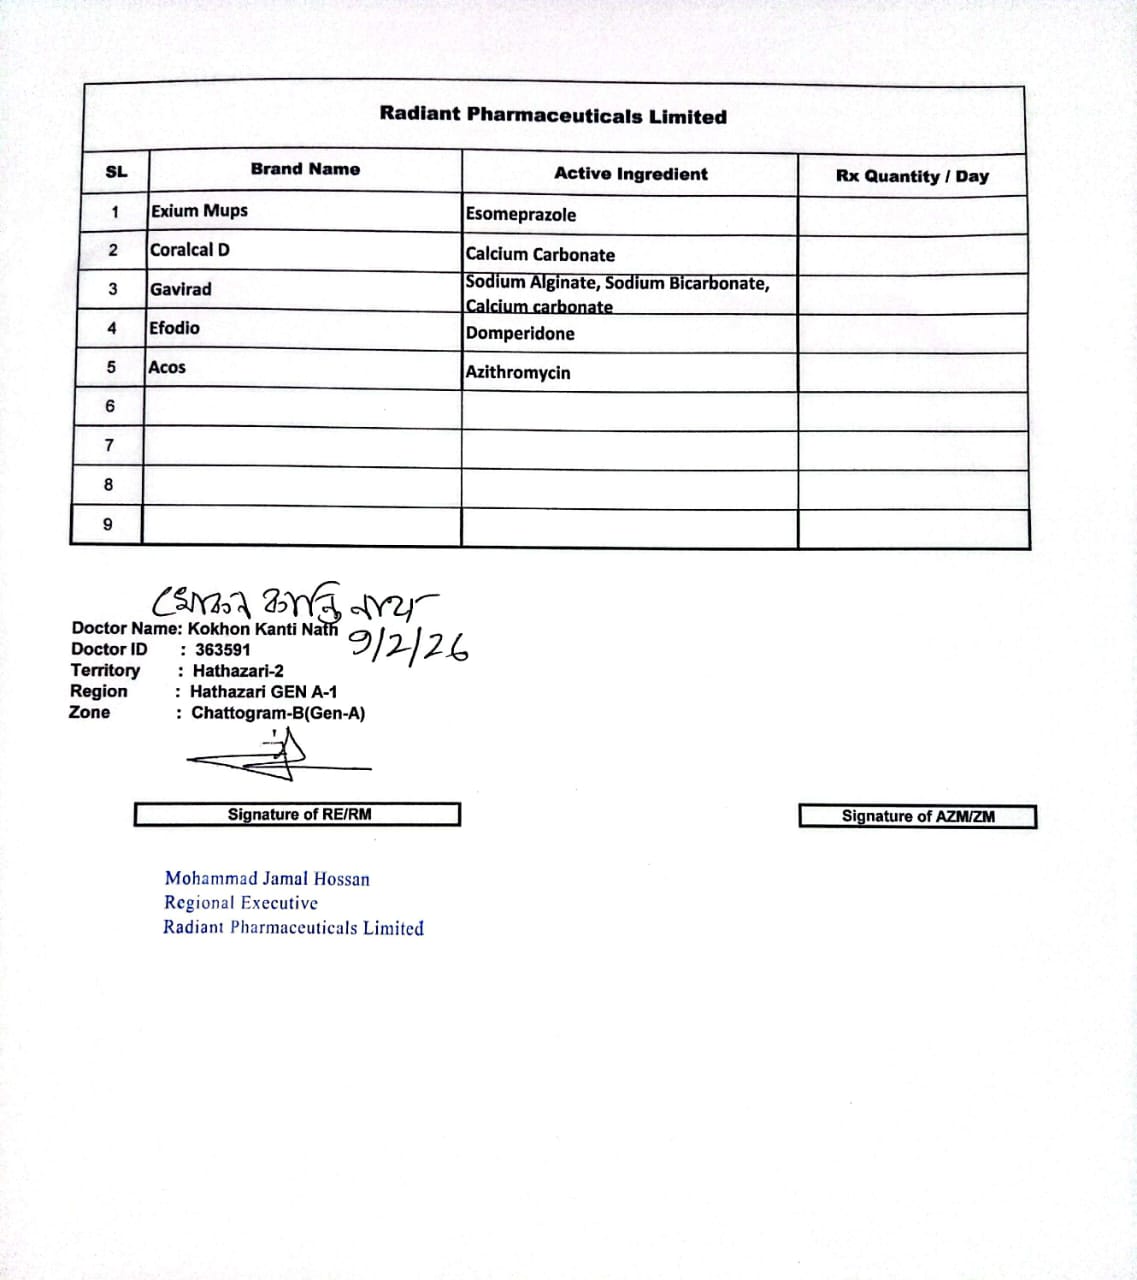 Radiant Pharmaceuticals Limited
SL Brand Name Active Ingredient Rx Quantity / Day
1 Exium Mups Esomeprazole
2 Coralcal D Calcium Carbonate
3 Gavirad Sodium Alginate, Sodium Bicarbonate,
Calcium carbonate
4 Efodio Domperidone
5 Acos Azithromycin
6
7
8
9
খোকন কান্তি নাথ
Doctor Name: Kokhon Kanti Nath
9/2/26
Doctor ID : 363591
Territory : Hathazari-2
Region : Hathazari GEN A-1
Zone : Chattogram-B(Gen-A)
Signature of RE/RM Signature of AZM/ZM
Mohammad Jamal Hossan
Regional Executive
Radiant Pharmaceuticals Limited